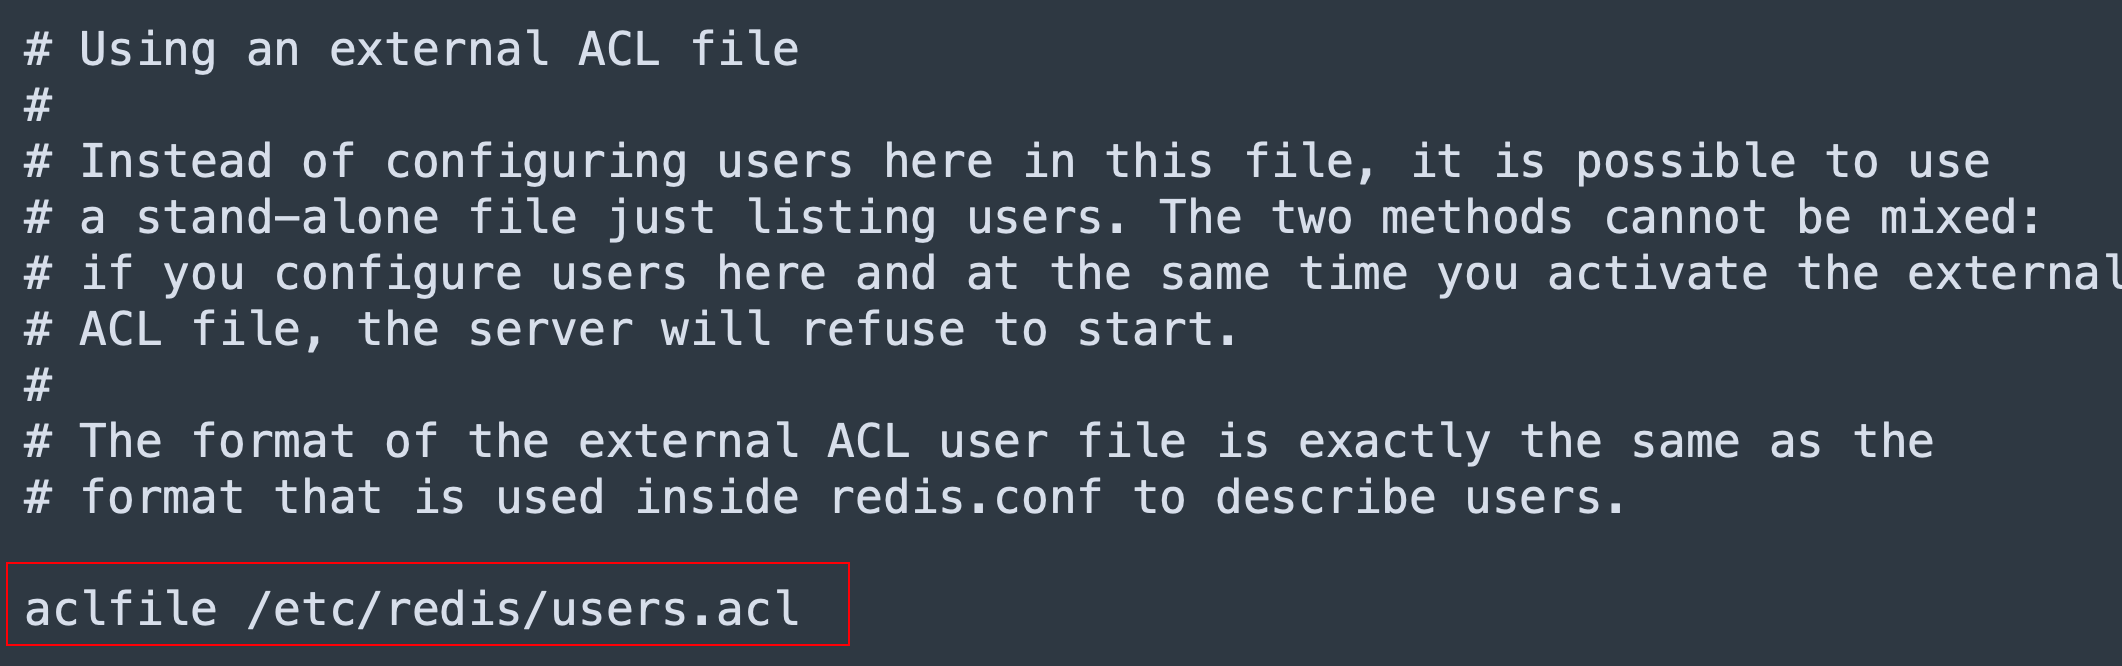 # Using an external ACL file
#
# Instead of configuring users here in this file, it is possible to use
# a stand-alone file just listing users. The two methods cannot be mixed:
# if you configure users here and at the same time you activate the external
# ACL file, the server will refuse to start.
#
# The format of the external ACL user file is exactly the same as the
# format that is used inside redis.conf to describe users.
aclfile /etc/redis/users.acl